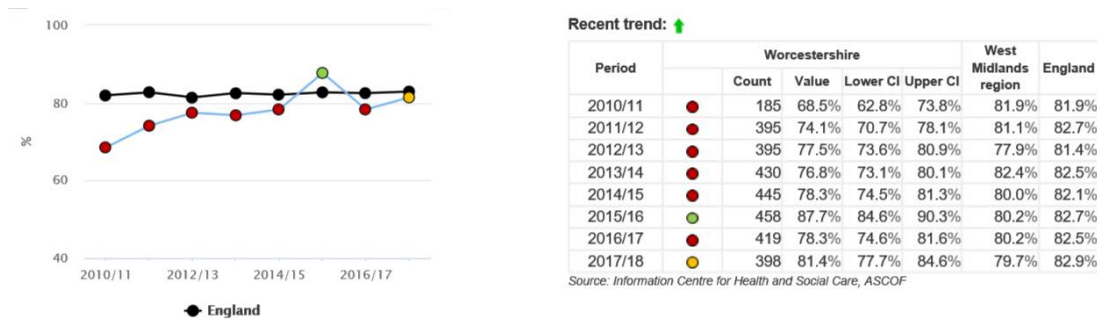 100
80
60
40
%
2010/11 2012/13 2014/15 2016/17
England
Recent trend:
Period Worcestershire West Midlands region England
Count Value Lower CI Upper CI
2010/11 185 68.5% 62.8% 73.8% 81.9% 81.9%
2011/12 395 74.1% 70.7% 78.1% 81.1% 82.7%
2012/13 395 77.5% 73.6% 80.9% 77.9% 81.4%
2013/14 430 76.8% 73.1% 80.1% 82.4% 82.5%
2014/15 445 78.3% 74.5% 81.3% 80.0% 82.1%
2015/16 458 87.7% 84.6% 90.3% 80.2% 82.7%
2016/17 419 78.3% 74.6% 81.6% 80.2% 82.5%
2017/18 398 81.4% 77.7% 84.6% 79.7% 82.9%
Source: Information Centre for Health and Social Care, ASCOF